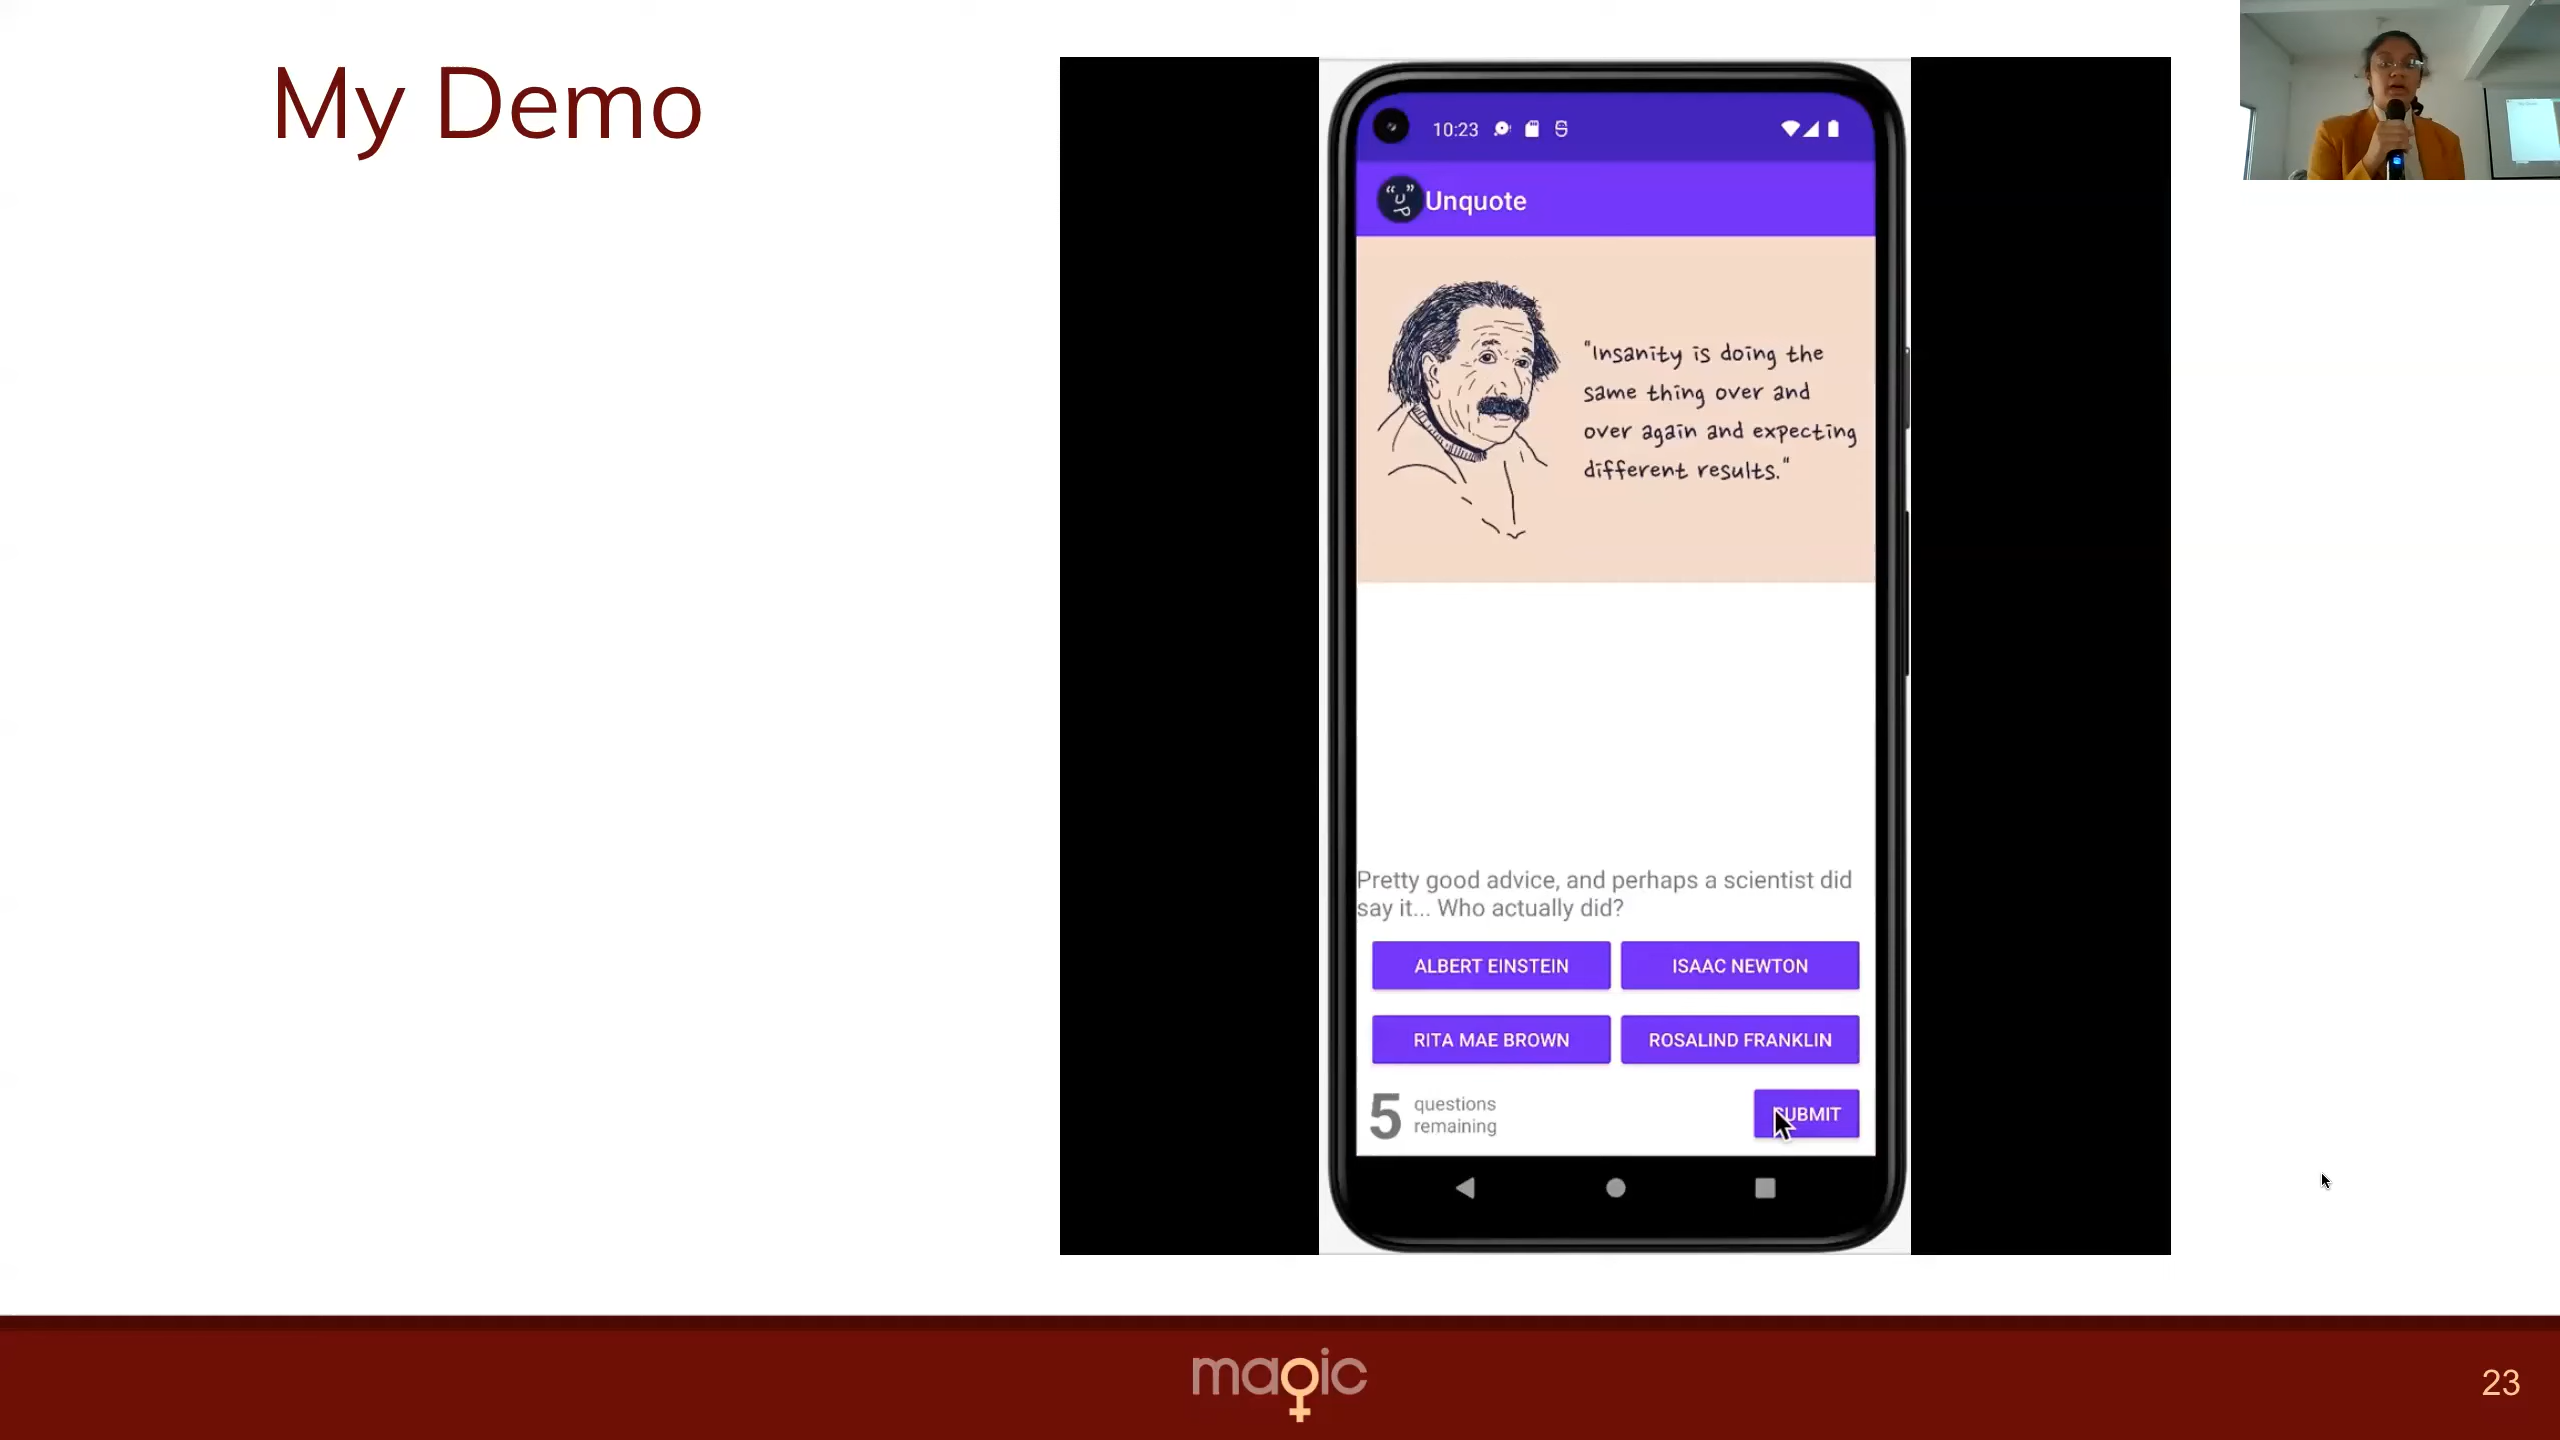 My Demo
10:23
Unquote
"Insanity is doing the
same thing over and
over again and expecting
different results."
Pretty good advice, and perhaps a scientist did
say it... Who actually did?
ALBERT EINSTEIN
ISAAC NEWTON
RITA MAE BROWN
ROSALIND FRANKLIN
5
questions
remaining
SUBMIT
magic
23